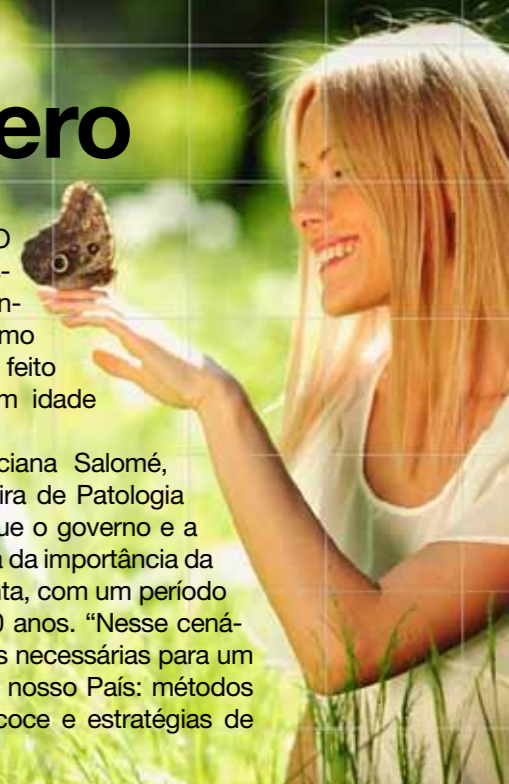 ero
O
-
n-
mo
feito
m idade
ciana Salomé,
ira de Patologia
ue o governo e a
a da importância da
nta, com um período
0 anos. “Nesse cená-
s necessárias para um
nosso País: métodos
coce e estratégias de